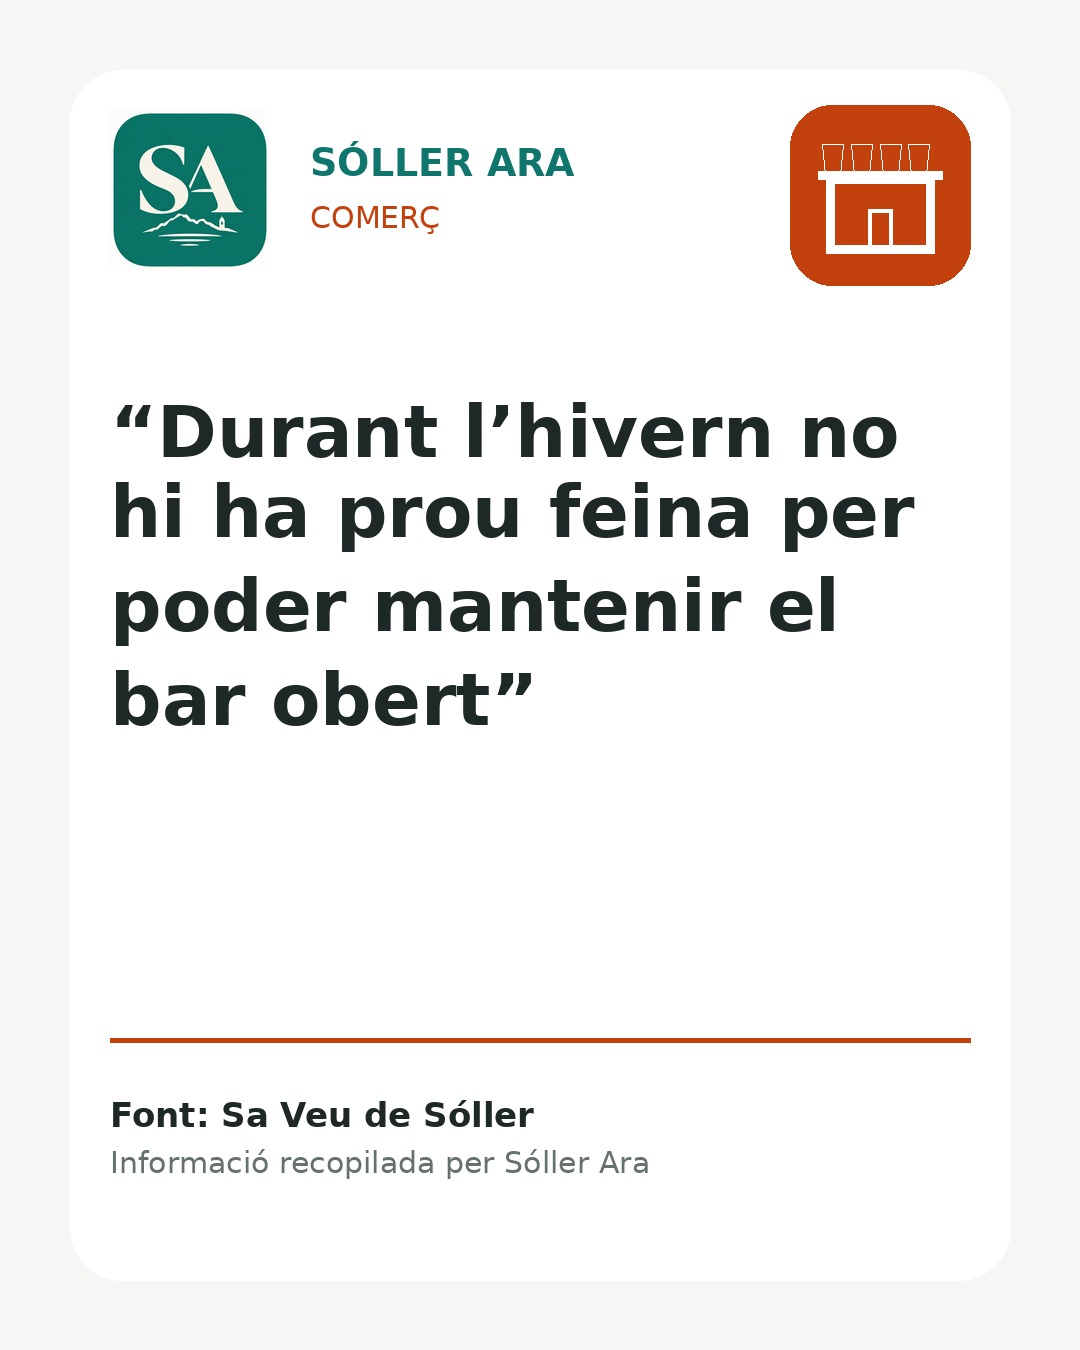 SA
SÓLLER ARA
COMERÇ
“Durant l’hivern no
hi ha prou feina per
poder mantenir el
bar obert”
Font: Sa Veu de Sóller
Informació recopilada per Sóller Ara